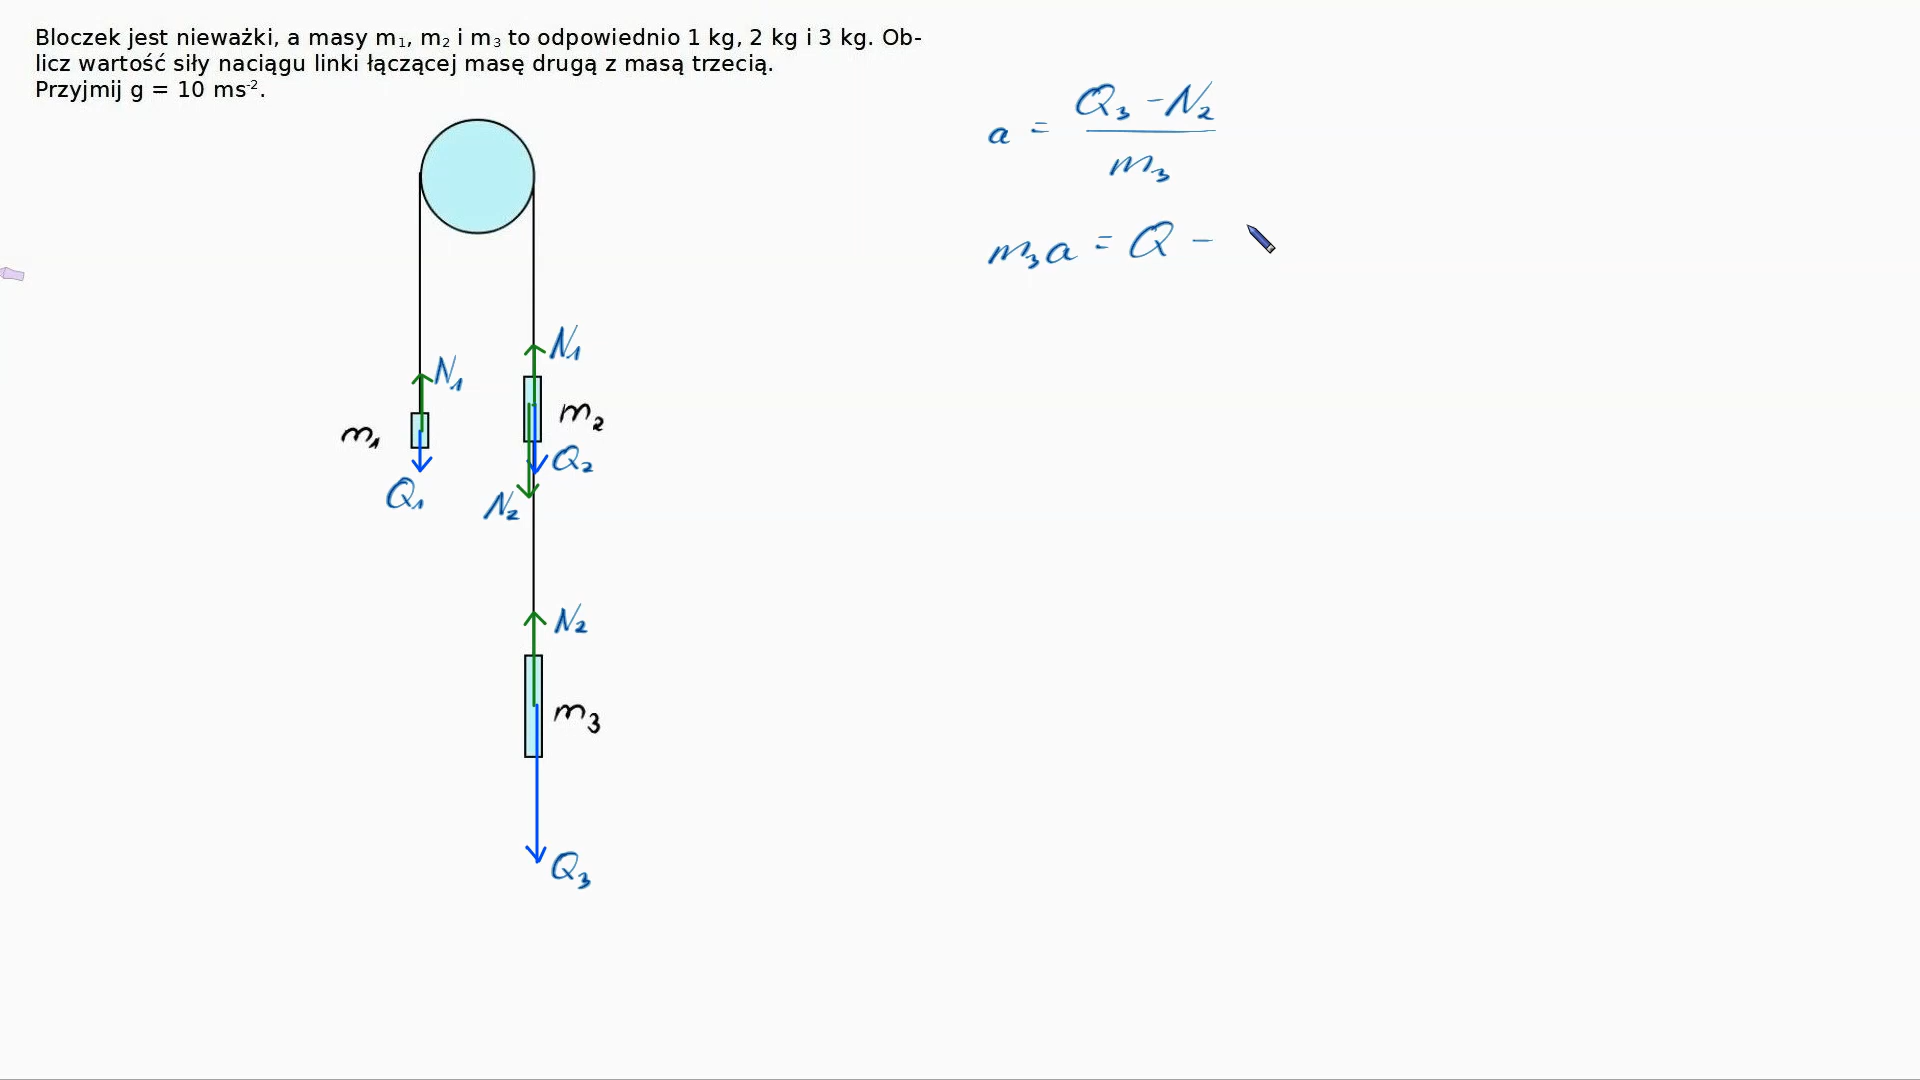 Bloczek jest nieważki, a masy m₁, m₂ i m₃ to odpowiednio 1 kg, 2 kg i 3 kg. Ob-
licz wartość siły naciągu linki łączącej masę drugą z masą trzecią.
Przyjmij g = 10 ms⁻².
a = (Q₃ - N₂) / m₃
m₃a = Q -
N₁
N₁
m₁
m₂
Q₂
Q₁
N₂
N₂
m₃
Q₃